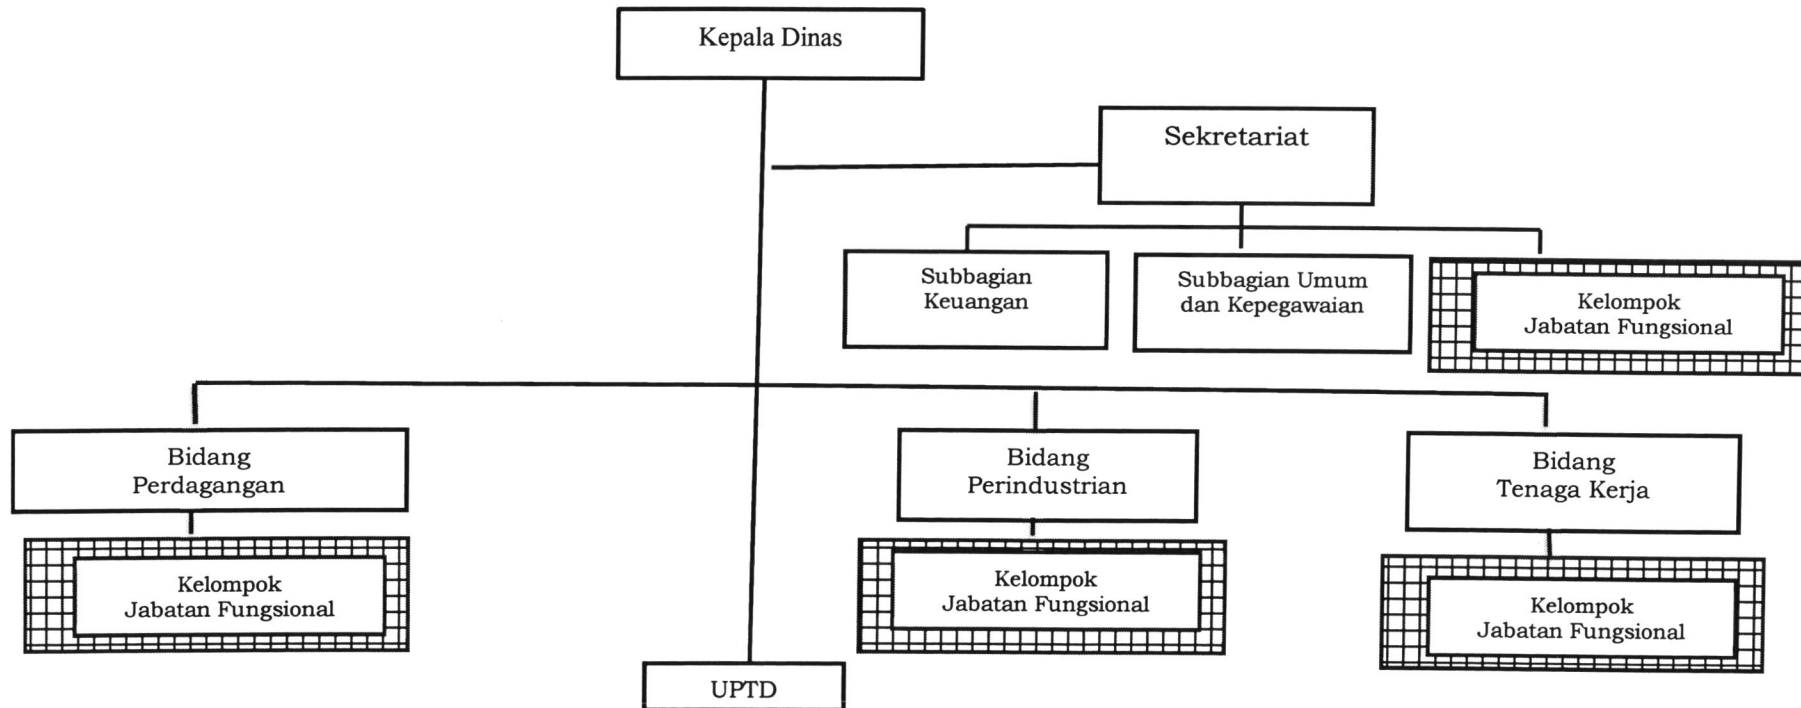 Kepala Dinas
Sekretariat
Subbagian
Keuangan
Subbagian Umum
dan Kepegawaian
Kelompok
Jabatan Fungsional
Bidang
Perdagangan
Bidang
Perindustrian
Bidang
Tenaga Kerja
Kelompok
Jabatan Fungsional
Kelompok
Jabatan Fungsional
Kelompok
Jabatan Fungsional
UPTD